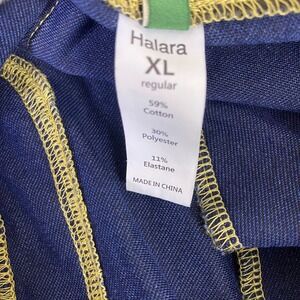 Halara
XL
regular
59%
Cotton
30%
Polyester
11%
Elastane
MADE IN CHINA